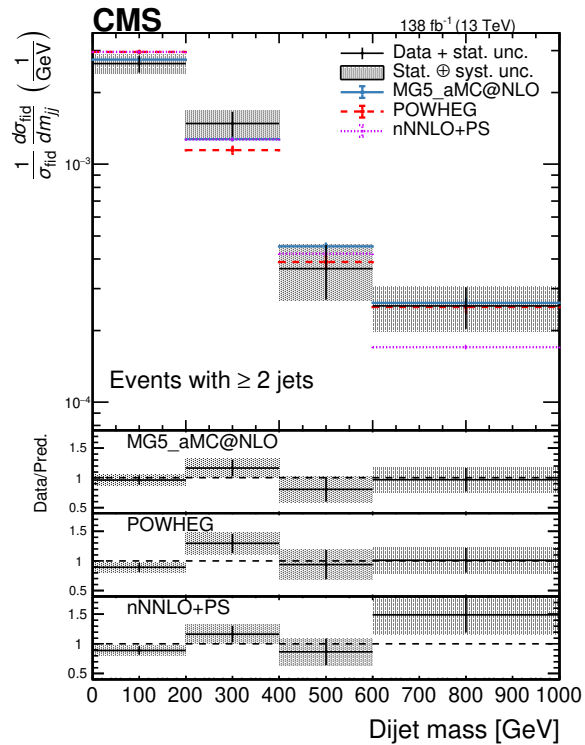 CMS
138 fb⁻¹ (13 TeV)
1/σfid dσfid/dmjj (1/GeV)
Data + stat. unc.
Stat. ⊕ syst. unc.
MG5_aMC@NLO
POWHEG
nNNLO+PS
10⁻³
10⁻⁴
Events with ≥ 2 jets
Data/Pred.
MG5_aMC@NLO
1.5
1
0.5
POWHEG
1.5
1
0.5
nNNLO+PS
1.5
1
0.5
0 100 200 300 400 500 600 700 800 900 1000
Dijet mass [GeV]